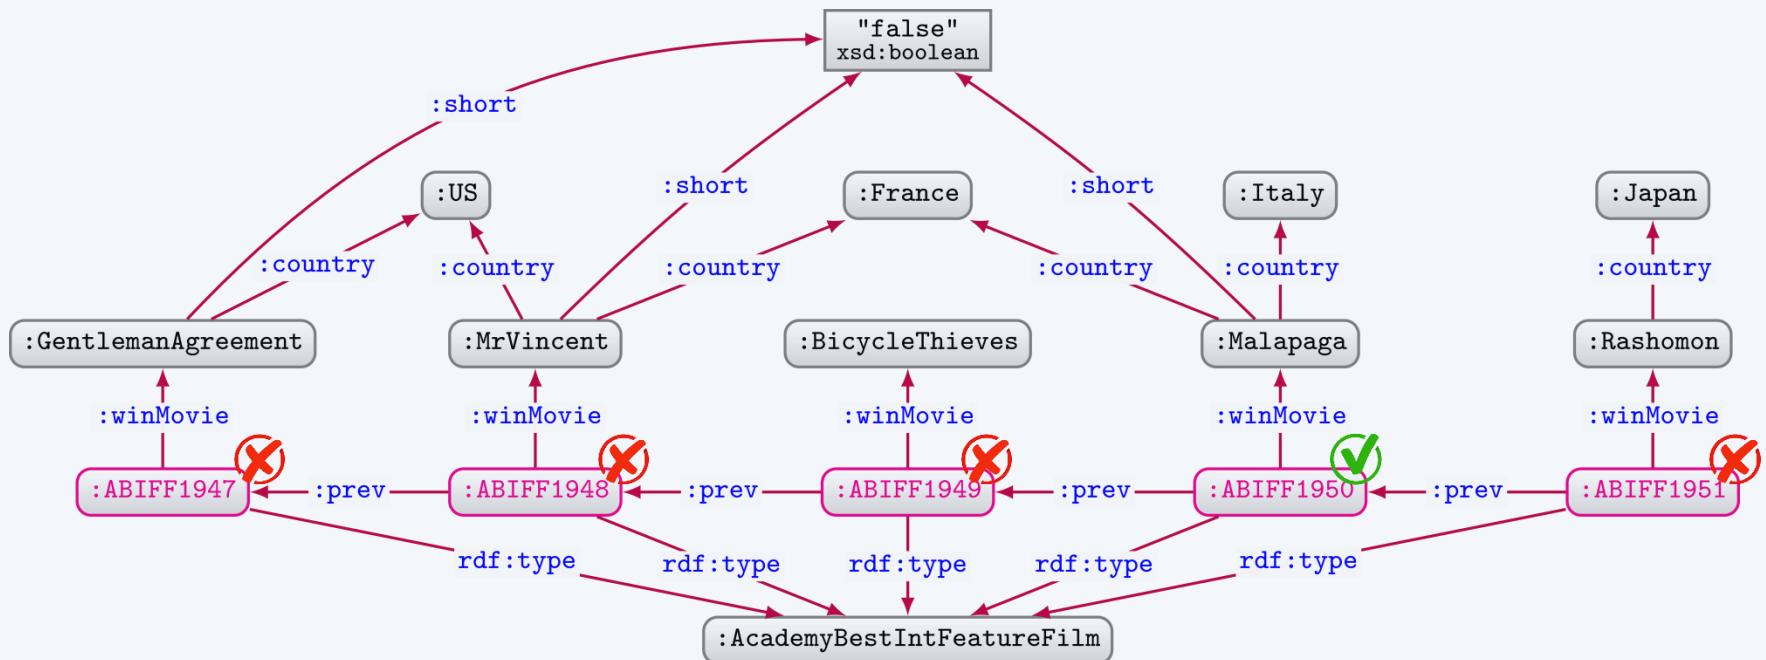 "false"
xsd:boolean
:short
:US
:short
:France
:short
:Italy
:Japan
:country
:country
:country
:country
:country
:country
:GentlemanAgreement
:MrVincent
:BicycleThieves
:Malapaga
:Rashomon
:winMovie
:winMovie
:winMovie
:winMovie
:winMovie
:ABIFF1947
:prev
:ABIFF1948
:prev
:ABIFF1949
:prev
:ABIFF1950
:prev
:ABIFF1951
rdf:type
rdf:type
rdf:type
rdf:type
rdf:type
:AcademyBestIntFeatureFilm